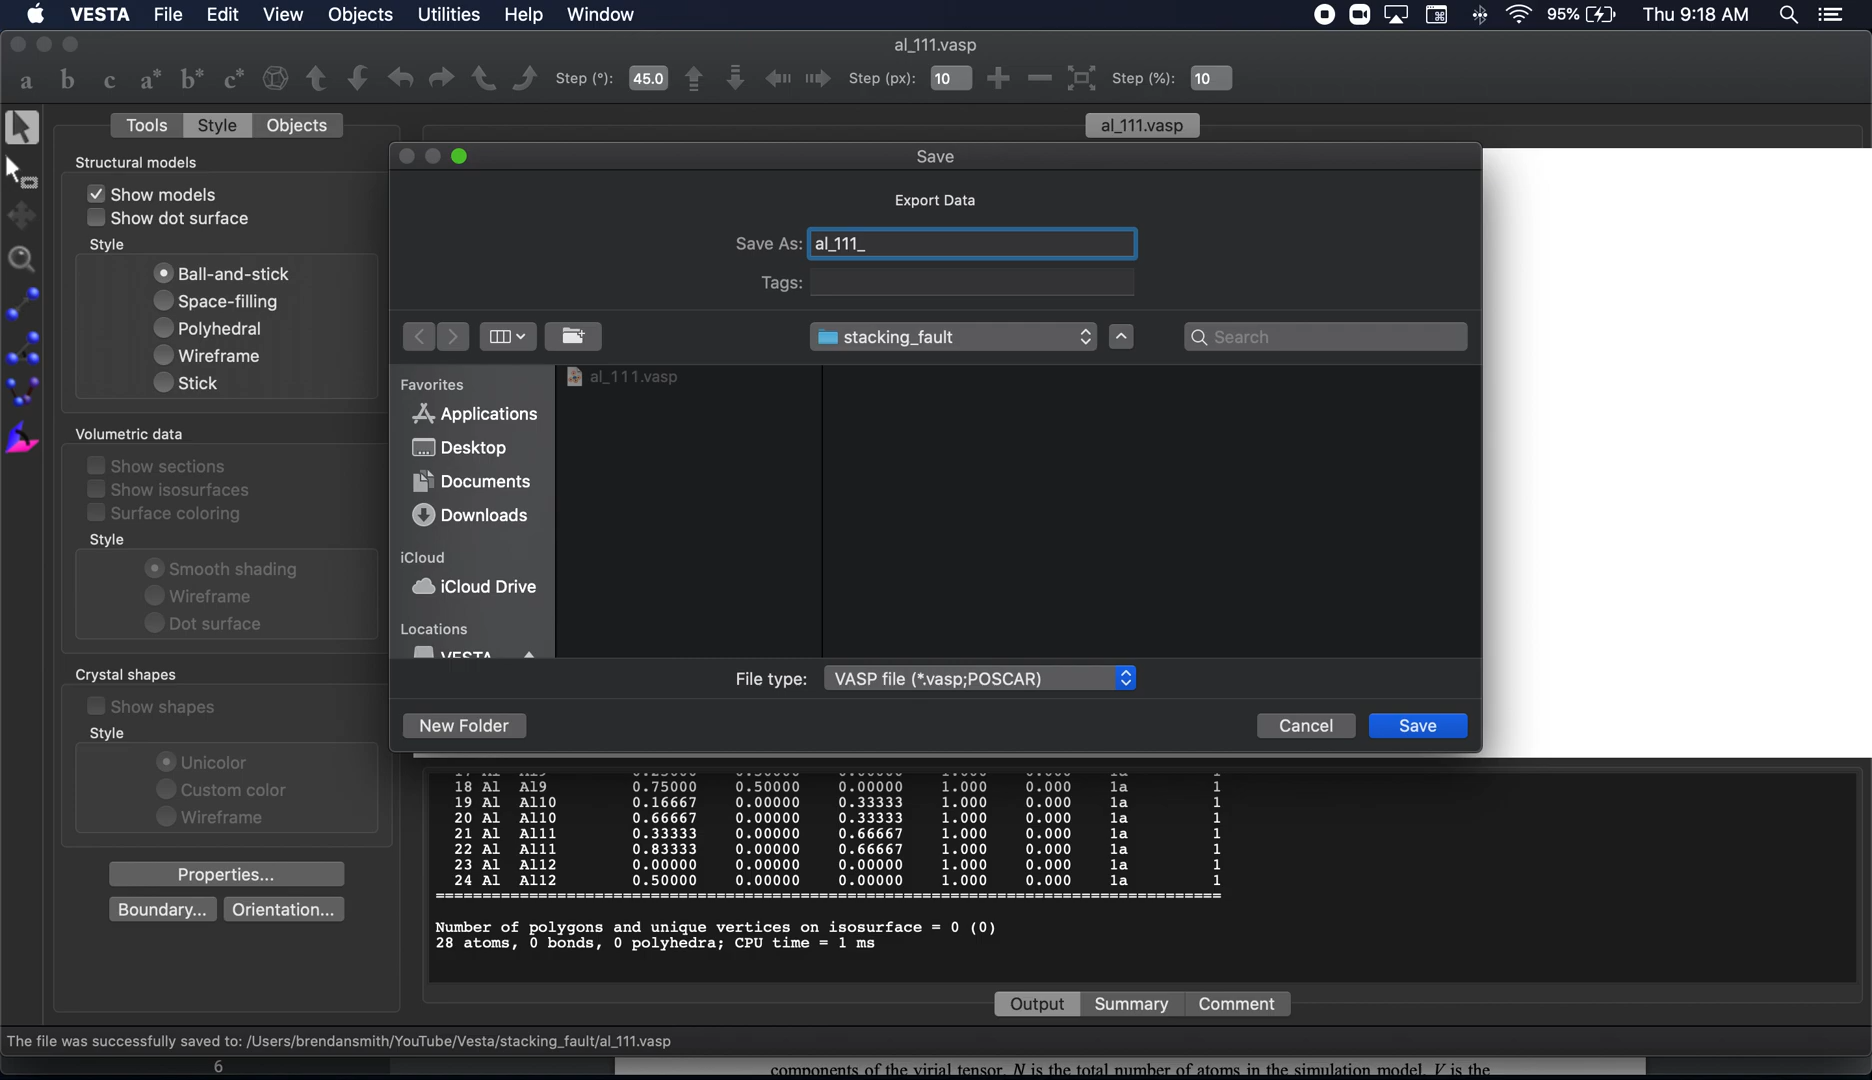 VESTA File Edit View Objects Utilities Help Window 95% Thu 9:18 AM
al_111.vasp
a b c a* b* c* Step (°): 45.0 Step (px): 10 Step (%): 10
Tools Style Objects
al_111.vasp
Structural models
Show models
Show dot surface
Style
Ball-and-stick
Space-filling
Polyhedral
Wireframe
Stick
Volumetric data
Show sections
Show isosurfaces
Surface coloring
Style
Smooth shading
Wireframe
Dot surface
Crystal shapes
Show shapes
Style
Unicolor
Custom color
Wireframe
Properties...
Boundary... Orientation...
Save
Export Data
Save As: al_111_
Tags:
stacking_fault
Search
Favorites
Applications
Desktop
Documents
Downloads
iCloud
iCloud Drive
Locations
VESTA
al_111.vasp
File type: VASP file (*.vasp;POSCAR)
New Folder Cancel Save
18 Al Al9 0.75000 0.50000 0.00000 1.000 0.000 1a 1
19 Al Al10 0.16667 0.00000 0.33333 1.000 0.000 1a 1
20 Al Al10 0.66667 0.00000 0.33333 1.000 0.000 1a 1
21 Al Al11 0.33333 0.00000 0.66667 1.000 0.000 1a 1
22 Al Al11 0.83333 0.00000 0.66667 1.000 0.000 1a 1
23 Al Al12 0.00000 0.00000 0.00000 1.000 0.000 1a 1
24 Al Al12 0.50000 0.00000 0.00000 1.000 0.000 1a 1
Number of polygons and unique vertices on isosurface = 0 (0)
28 atoms, 0 bonds, 0 polyhedra; CPU time = 1 ms
Output Summary Comment
The file was successfully saved to: /Users/brendansmith/YouTube/Vesta/stacking_fault/al_111.vasp
6
components of the virial tensor. N is the total number of atoms in the simulation model. V is the